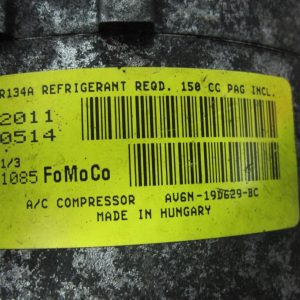 R134A REFRIGERANT REQD. 150 CC PAG INCL.
2011
0514
1/3
1085 FoMoCo
A/C COMPRESSOR AV6N-19D629-BC
MADE IN HUNGARY